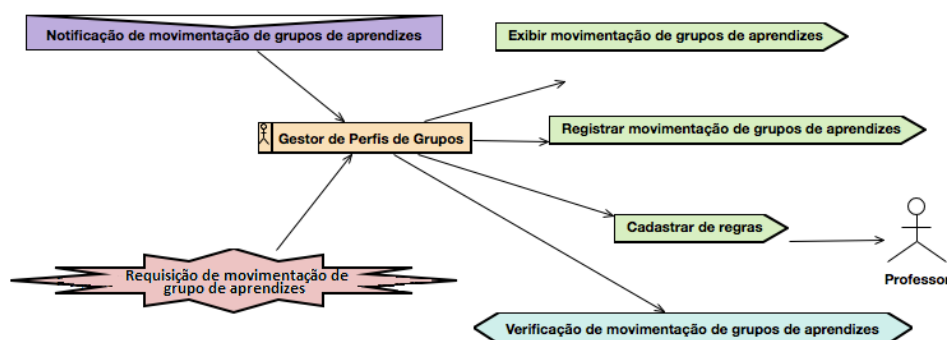 Notificação de movimentação de grupos de aprendizes
Exibir movimentação de grupos de aprendizes
Gestor de Perfis de Grupos
Registrar movimentação de grupos de aprendizes
Cadastrar de regras
Professor
Requisição de movimentação de
grupo de aprendizes
Verificação de movimentação de grupos de aprendizes